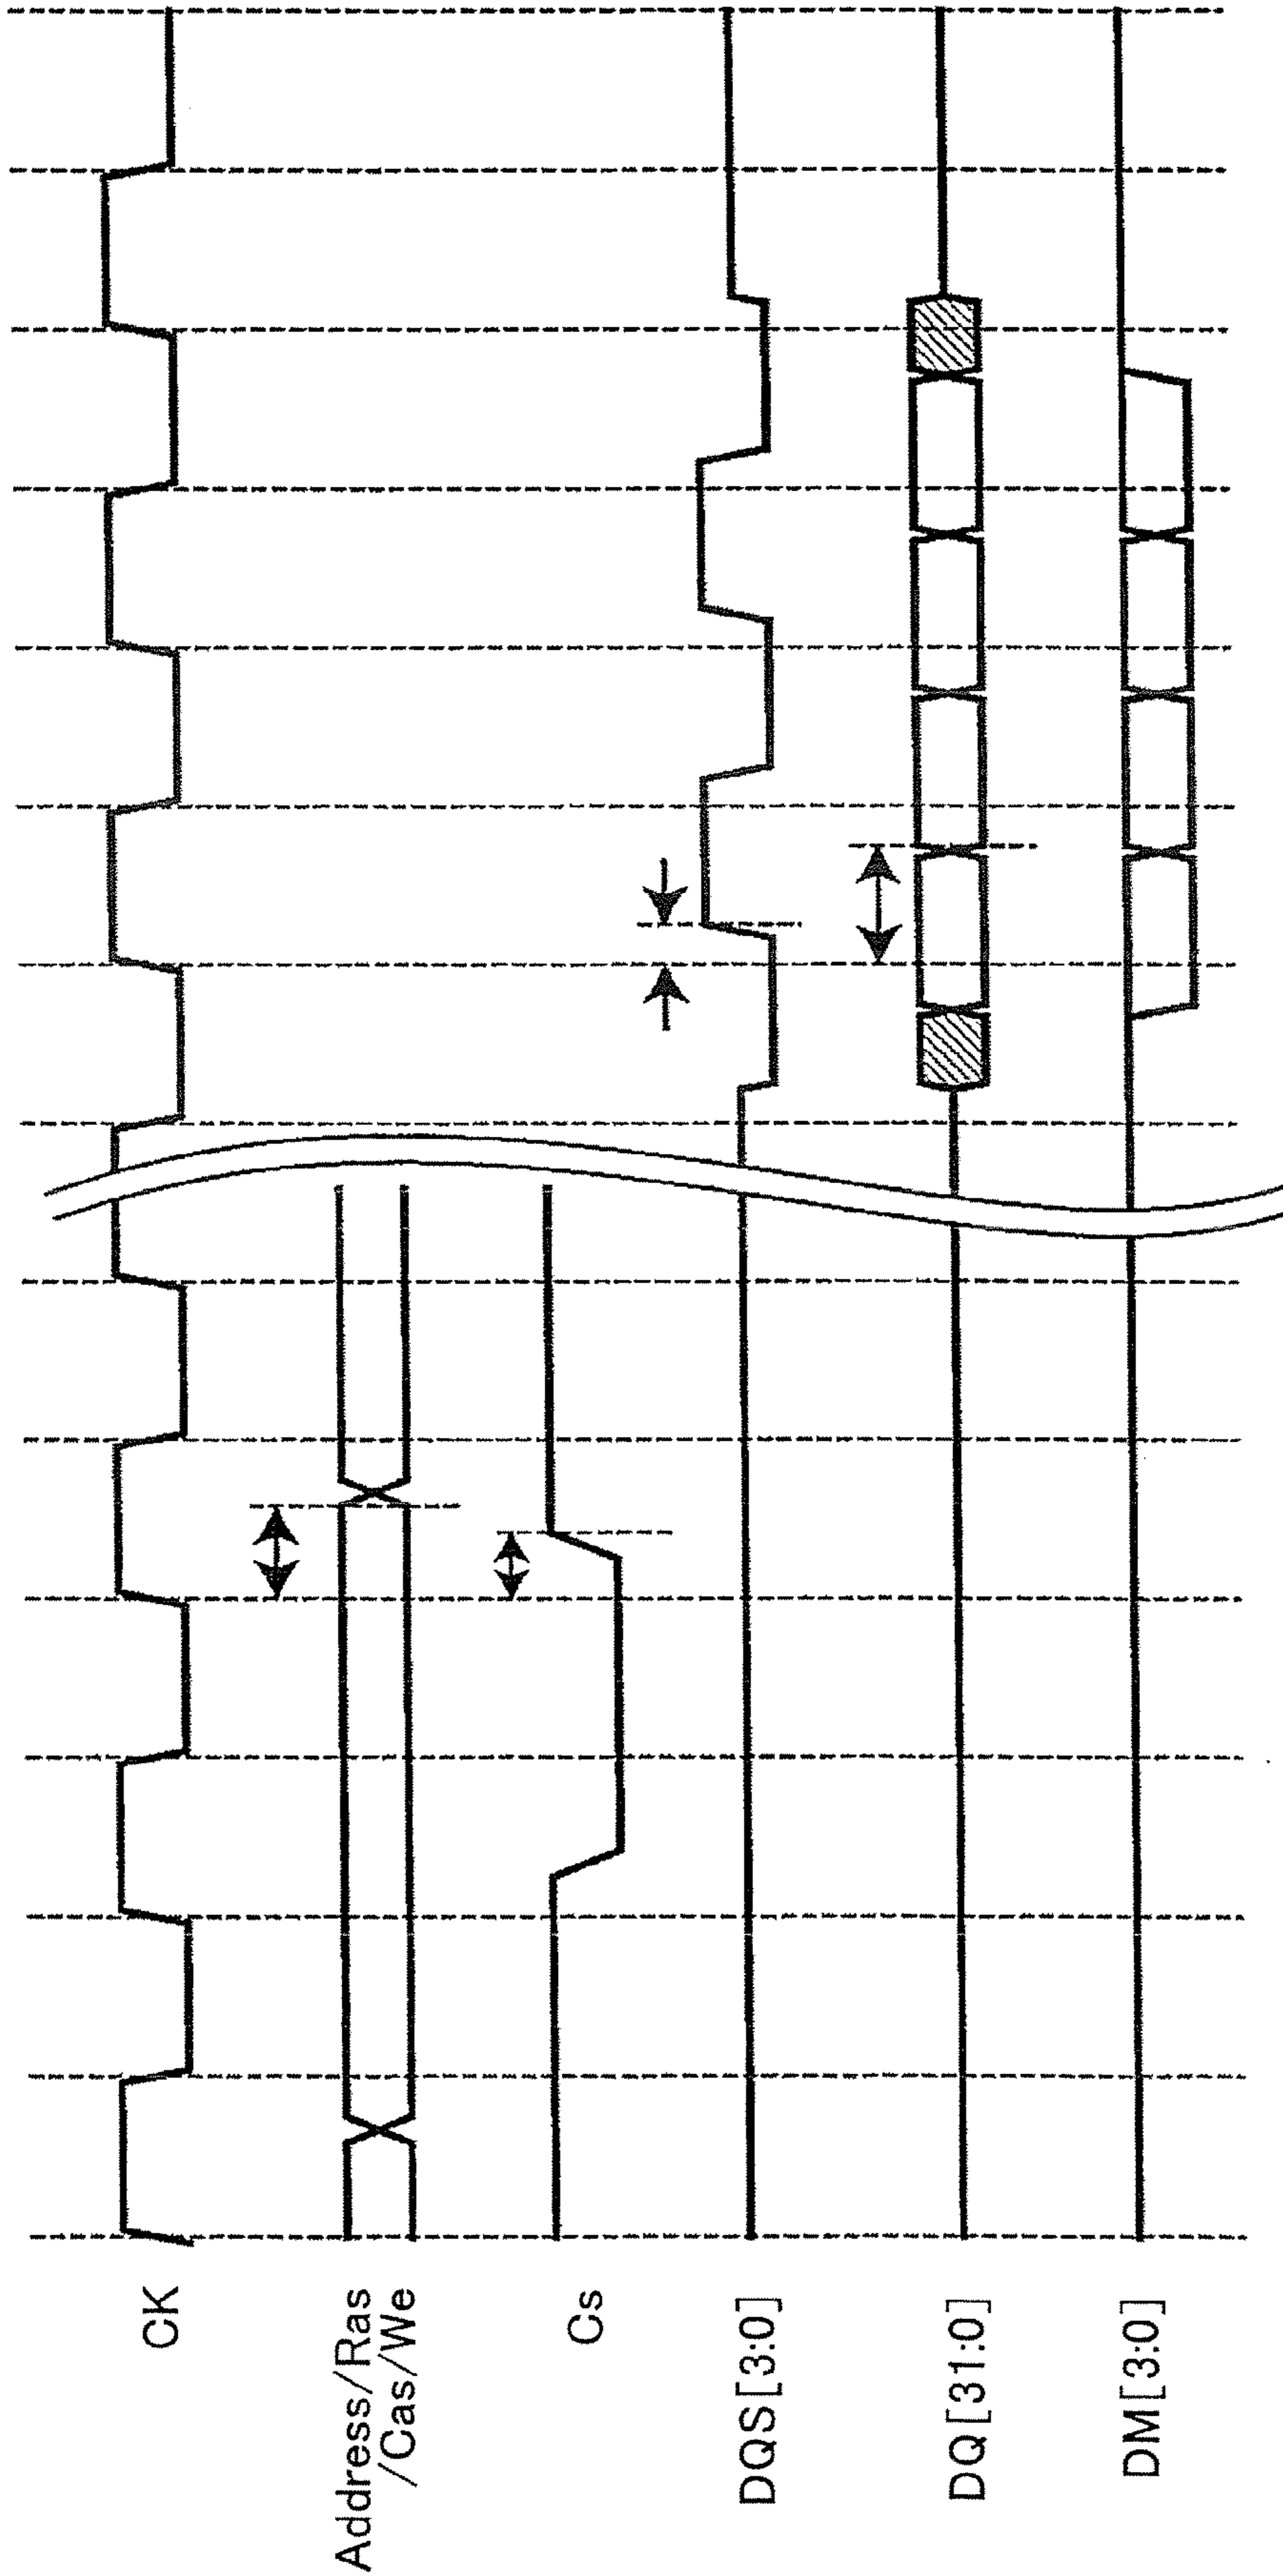 CK
Address/Ras
/Cas/We
Cs
DQS[3:0]
DQ[31:0]
DM[3:0]